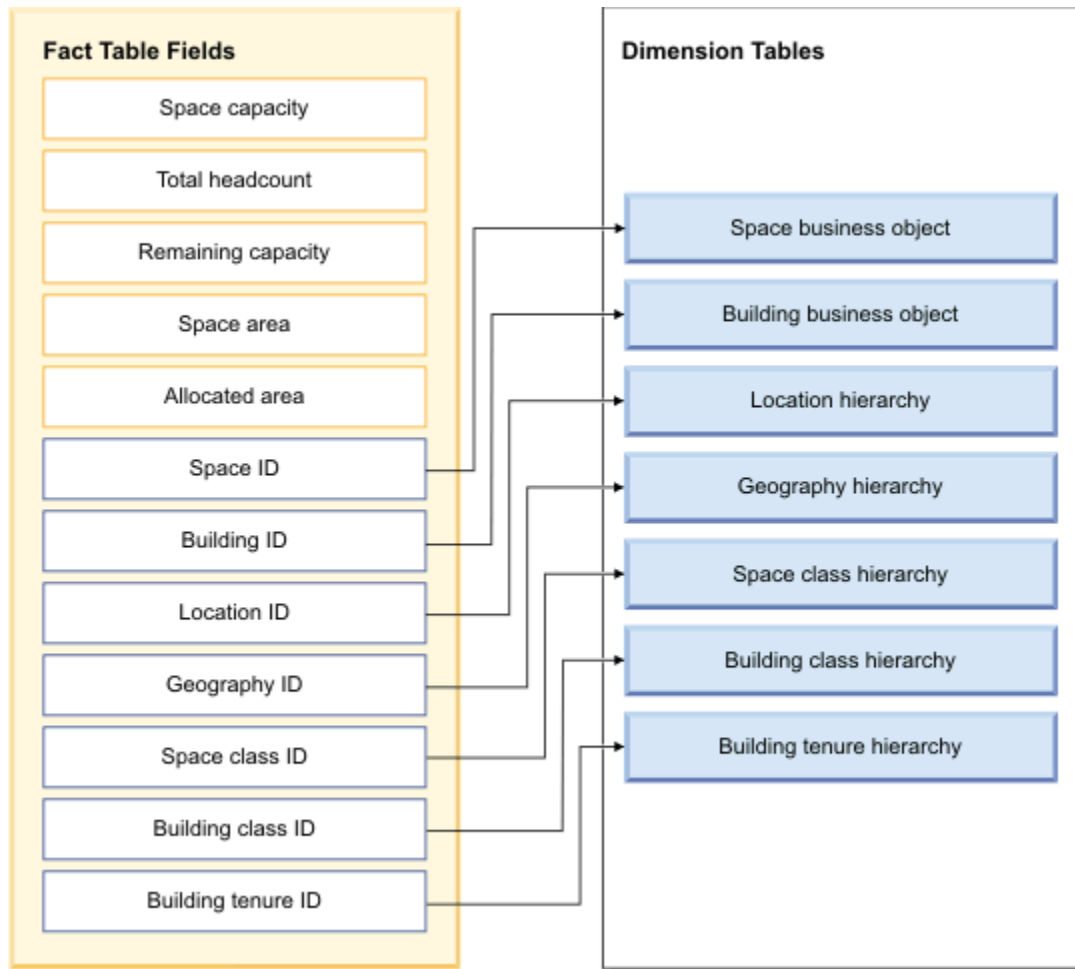 Fact Table Fields
Space capacity
Total headcount
Remaining capacity
Space area
Allocated area
Space ID
Building ID
Location ID
Geography ID
Space class ID
Building class ID
Building tenure ID
Dimension Tables
Space business object
Building business object
Location hierarchy
Geography hierarchy
Space class hierarchy
Building class hierarchy
Building tenure hierarchy